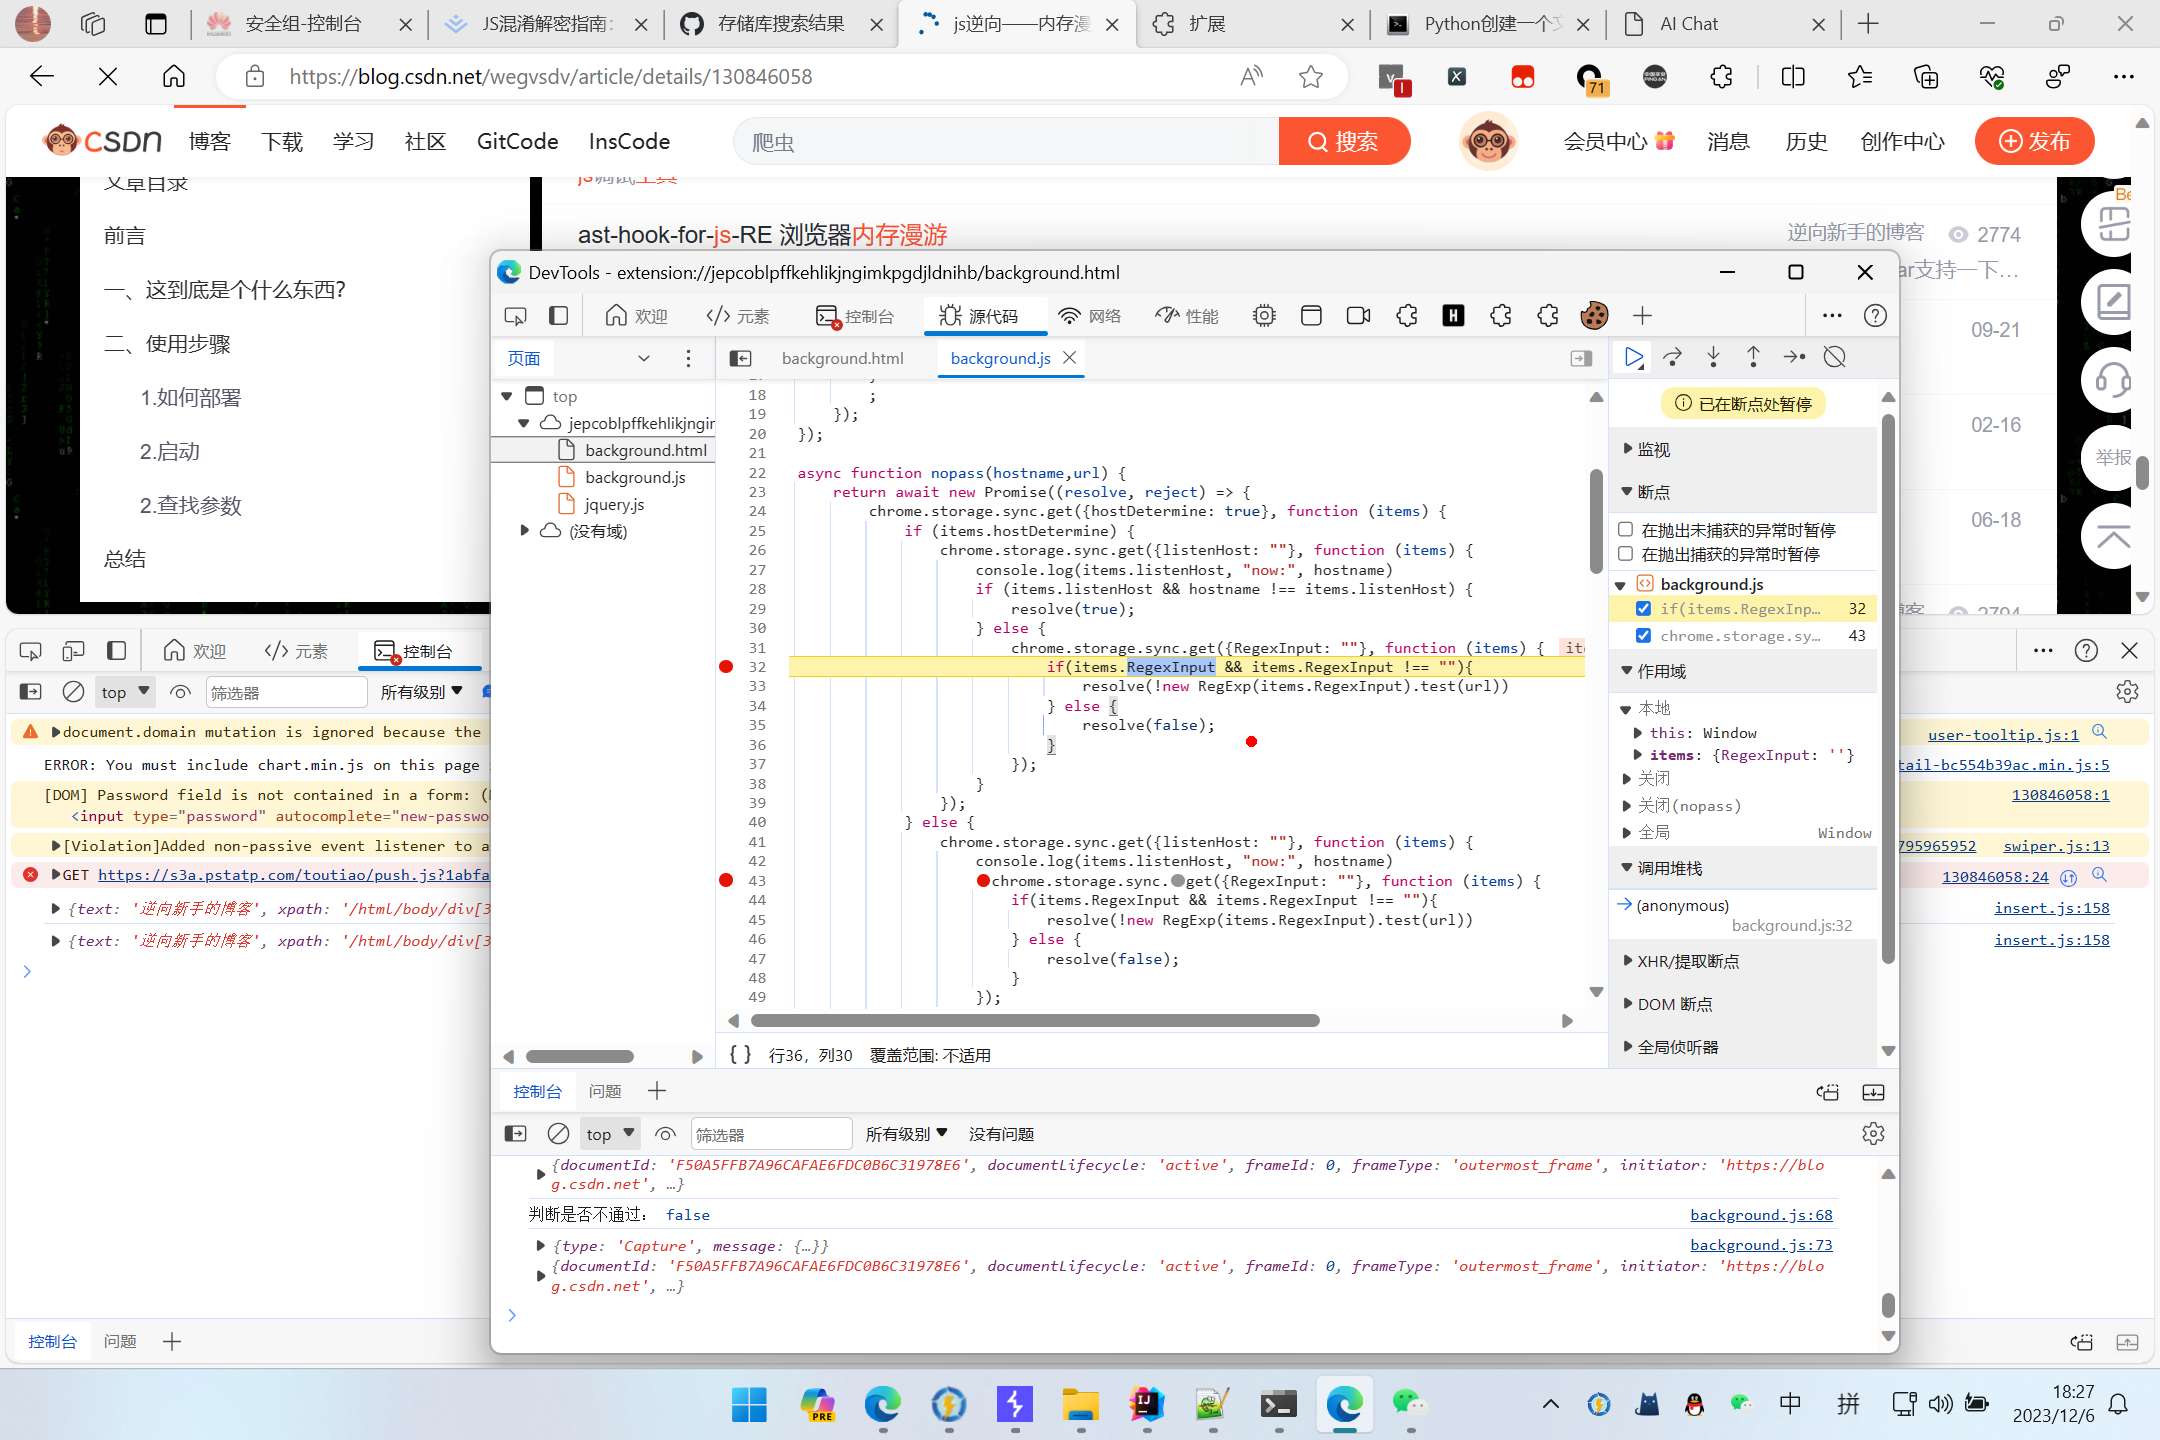 安全组-控制台
JS混淆解密指南:
存储库搜索结果
js逆向——内存漫
扩展
Python创建一个文
AI Chat
https://blog.csdn.net/wegvsdv/article/details/130846058
71
CSDN
博客
下载
学习
社区
GitCode
InsCode
爬虫
搜索
会员中心
消息
历史
创作中心
发布
文章目录
前言
一、这到底是个什么东西?
二、使用步骤
1.如何部署
2.启动
2.查找参数
总结
js调试工具
ast-hook-for-js-RE 浏览器内存漫游
逆向新手的博客
2774
ar支持一下…
09-21
02-16
06-18
举报
DevTools - extension://jepcoblpffkehlikjngimkpgdjldnihb/background.html
欢迎
元素
控制台
源代码
网络
性能
页面
background.html
background.js
top
jepcoblpffkehlikjngir
background.html
background.js
jquery.js
(没有域)
18 ;
19 });
20 });
21
22 async function nopass(hostname,url) {
23 return await new Promise((resolve, reject) => {
24 chrome.storage.sync.get({hostDetermine: true}, function (items) {
25 if (items.hostDetermine) {
26 chrome.storage.sync.get({listenHost: ""}, function (items) {
27 console.log(items.listenHost, "now:", hostname)
28 if (items.listenHost && hostname !== items.listenHost) {
29 resolve(true);
30 } else {
31 chrome.storage.sync.get({RegexInput: ""}, function (items) { ite
32 if(items.RegexInput && items.RegexInput !== ""){
33 resolve(!new RegExp(items.RegexInput).test(url))
34 } else {
35 resolve(false);
36 }
37 });
38 }
39 });
40 } else {
41 chrome.storage.sync.get({listenHost: ""}, function (items) {
42 console.log(items.listenHost, "now:", hostname)
43 chrome.storage.sync.get({RegexInput: ""}, function (items) {
44 if(items.RegexInput && items.RegexInput !== ""){
45 resolve(!new RegExp(items.RegexInput).test(url))
46 } else {
47 resolve(false);
48 }
49 });
{ } 行36，列30 覆盖范围: 不适用
已在断点处暂停
监视
断点
在抛出未捕获的异常时暂停
在抛出捕获的异常时暂停
background.js
if(items.RegexInp… 32
chrome.storage.sy… 43
作用域
本地
this: Window
items: {RegexInput: ''}
关闭
关闭(nopass)
全局 Window
调用堆栈
(anonymous)
background.js:32
XHR/提取断点
DOM 断点
全局侦听器
控制台
问题
top
筛选器
所有级别
没有问题
{documentId: 'F50A5FFB7A96CAFAE6FDC0B6C31978E6', documentLifecycle: 'active', frameId: 0, frameType: 'outermost_frame', initiator: 'https://blo
g.csdn.net', …}
判断是否不通过： false background.js:68
{type: 'Capture', message: {…}} background.js:73
{documentId: 'F50A5FFB7A96CAFAE6FDC0B6C31978E6', documentLifecycle: 'active', frameId: 0, frameType: 'outermost_frame', initiator: 'https://blo
g.csdn.net', …}
欢迎
元素
控制台
top
筛选器
所有级别
document.domain mutation is ignored because the
user-tooltip.js:1
ERROR: You must include chart.min.js on this page
tail-bc554b39ac.min.js:5
[DOM] Password field is not contained in a form: (
130846058:1
<input type="password" autocomplete="new-passwo
[Violation]Added non-passive event listener to a
795965952 swiper.js:13
GET https://s3a.pstatp.com/toutiao/push.js?1abfa
130846058:24
{text: '逆向新手的博客', xpath: '/html/body/div[3
insert.js:158
{text: '逆向新手的博客', xpath: '/html/body/div[3
insert.js:158
控制台
问题
PRE
中
拼
18:27
2023/12/6